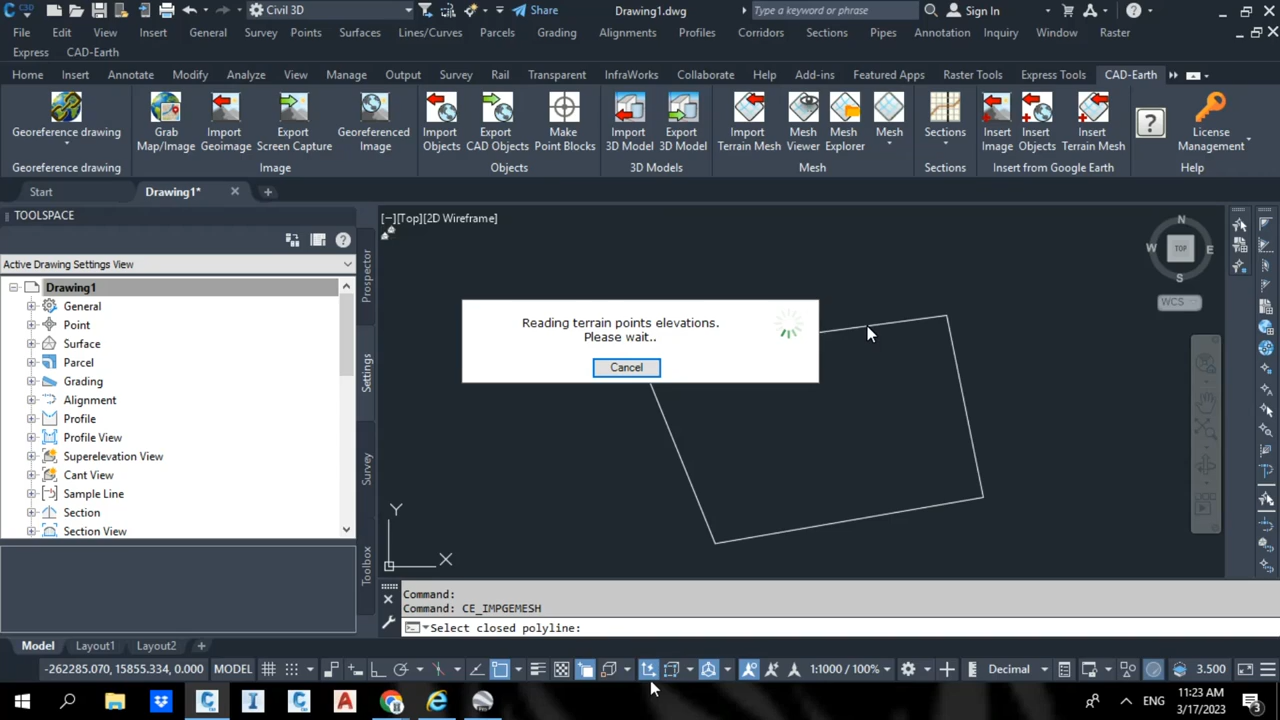 C3D
Civil 3D
Share
Drawing1.dwg
Type a keyword or phrase
Sign In
File Edit View Insert General Survey Points Surfaces Lines/Curves Parcels Grading Alignments Profiles Corridors Sections Pipes Annotation Inquiry Window Raster
Express CAD-Earth
Home Insert Annotate Modify Analyze View Manage Output Survey Rail Transparent InfraWorks Collaborate Help Add-ins Featured Apps Raster Tools Express Tools CAD-Earth
Georeference drawing
Grab Map/Image
Import Geoimage
Export Screen Capture
Georeferenced Image
Import Objects
Export CAD Objects
Make Point Blocks
Import 3D Model
Export 3D Model
Import Terrain Mesh
Mesh Viewer
Mesh Explorer
Mesh
Sections
Insert Image
Insert Objects
Insert Terrain Mesh
License Management
Georeference drawing Image Objects 3D Models Mesh Sections Insert from Google Earth Help
Start Drawing1*
TOOLSPACE
[−][Top][2D Wireframe]
Active Drawing Settings View
Drawing1
General
Point
Surface
Parcel
Grading
Alignment
Profile
Profile View
Superelevation View
Cant View
Sample Line
Section
Section View
Prospector
Settings
Survey
Toolbox
Reading terrain points elevations.
Please wait..
Cancel
N
W TOP E
S
WCS
Y
X
Command:
Command: CE_IMPGEMESH
Select closed polyline:
Model Layout1 Layout2
-262285.070, 15855.334, 0.000 MODEL 1:1000 / 100% Decimal 3.500
ENG
11:23 AM
3/17/2023
3